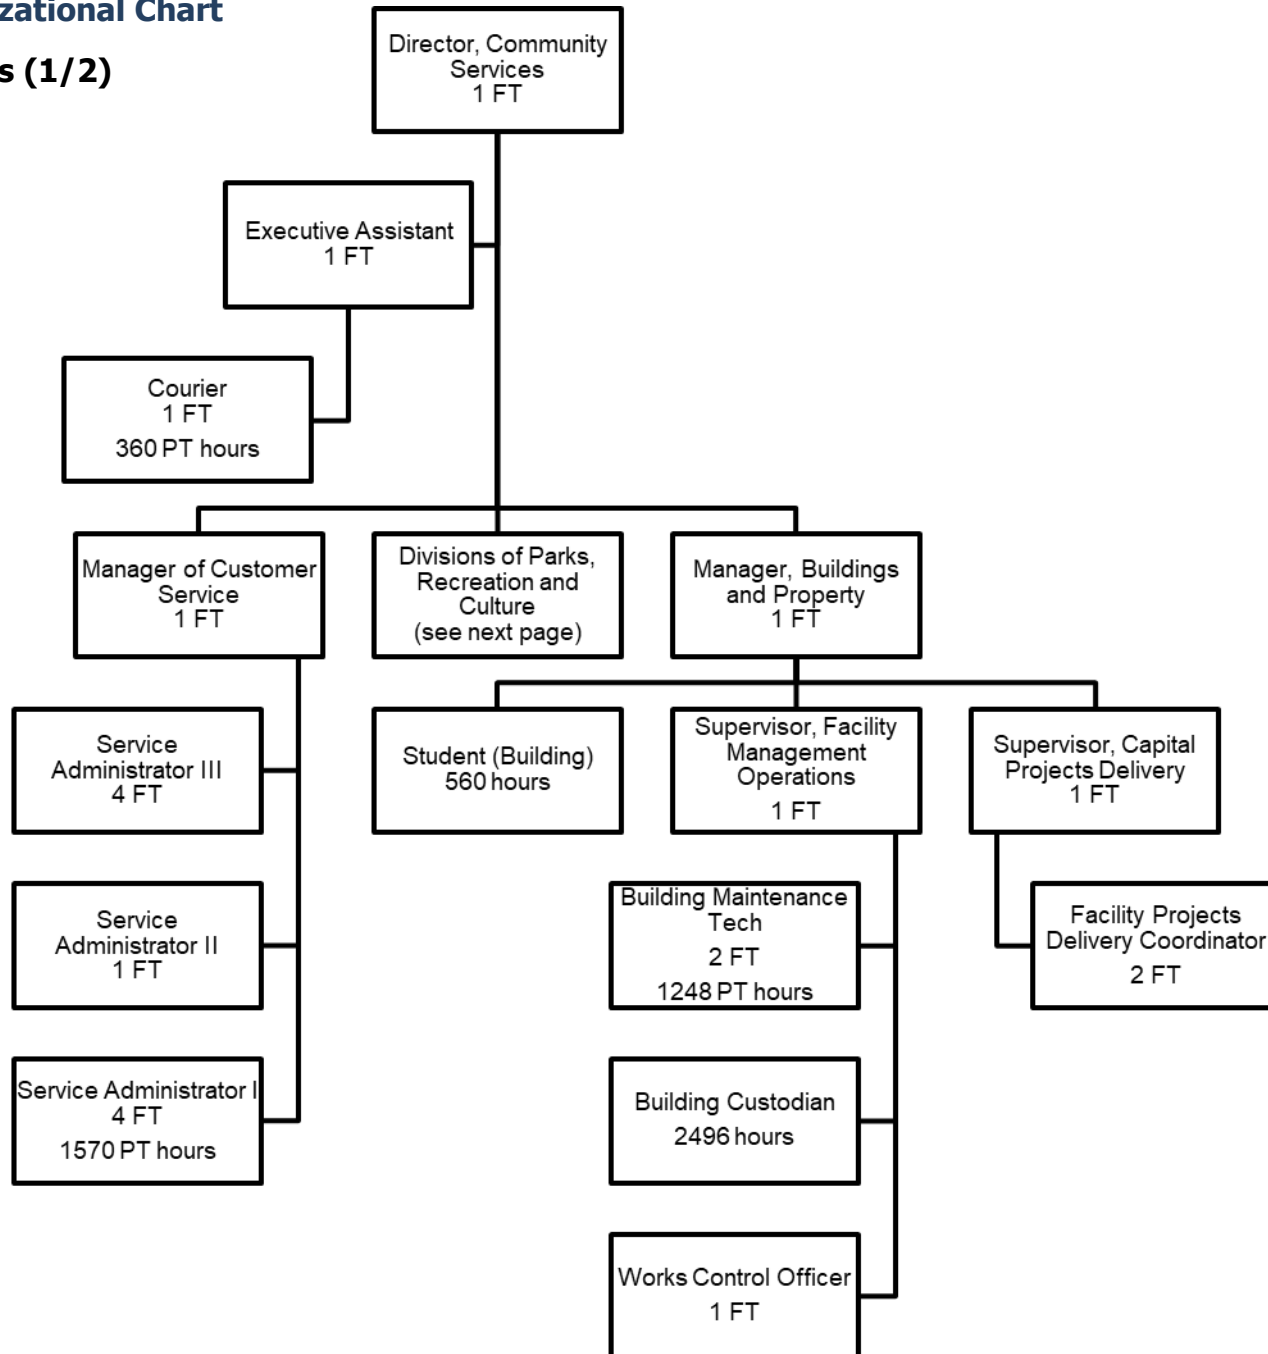 zational Chart
s (1/2)
Director, Community
Services
1 FT
Executive Assistant
1 FT
Courier
1 FT
360 PT hours
Manager of Customer
Service
1 FT
Divisions of Parks,
Recreation and
Culture
(see next page)
Manager, Buildings
and Property
1 FT
Service
Administrator III
4 FT
Student (Building)
560 hours
Supervisor, Facility
Management
Operations
1 FT
Supervisor, Capital
Projects Delivery
1 FT
Service
Administrator II
1 FT
Building Maintenance
Tech
2 FT
1248 PT hours
Facility Projects
Delivery Coordinator
2 FT
Service Administrator I
4 FT
1570 PT hours
Building Custodian
2496 hours
Works Control Officer
1 FT